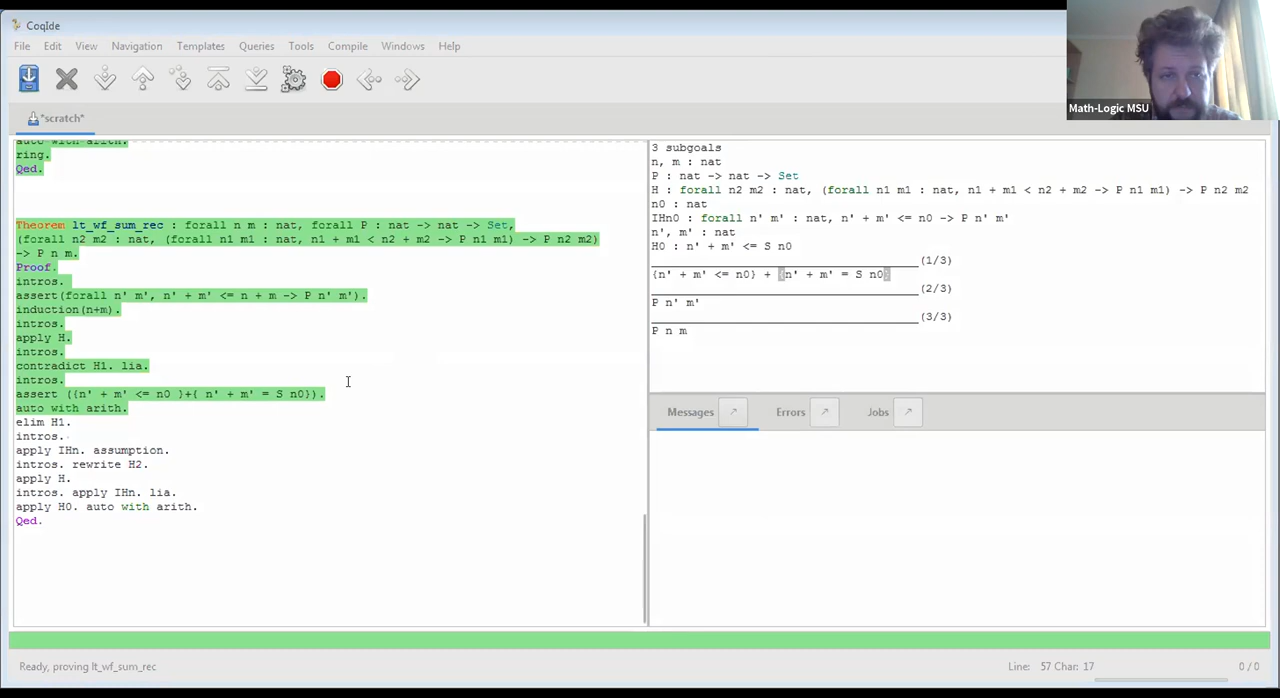 CoqIde
File Edit View Navigation Templates Queries Tools Compile Windows Help
*scratch*
auto with arith.
ring.
Qed.
Theorem lt_wf_sum_rec : forall n m : nat, forall P : nat -> nat -> Set,
(forall n2 m2 : nat, (forall n1 m1 : nat, n1 + m1 < n2 + m2 -> P n1 m1) -> P n2 m2)
-> P n m.
Proof.
intros.
assert(forall n' m', n' + m' <= n + m -> P n' m').
induction(n+m).
intros.
apply H.
intros.
contradict H1. lia.
intros.
assert ({n' + m' <= n0 }+{ n' + m' = S n0}).
auto with arith.
elim H1.
intros.
apply IHn. assumption.
intros. rewrite H2.
apply H.
intros. apply IHn. lia.
apply H0. auto with arith.
Qed.
3 subgoals
n, m : nat
P : nat -> nat -> Set
H : forall n2 m2 : nat, (forall n1 m1 : nat, n1 + m1 < n2 + m2 -> P n1 m1) -> P n2 m2
n0 : nat
IHn0 : forall n' m' : nat, n' + m' <= n0 -> P n' m'
n', m' : nat
H0 : n' + m' <= S n0
(1/3)
{n' + m' <= n0} + {n' + m' = S n0}
(2/3)
P n' m'
(3/3)
P n m
Messages Errors Jobs
Ready, proving lt_wf_sum_rec
Line: 57 Char: 17
0 / 0
Math-Logic MSU